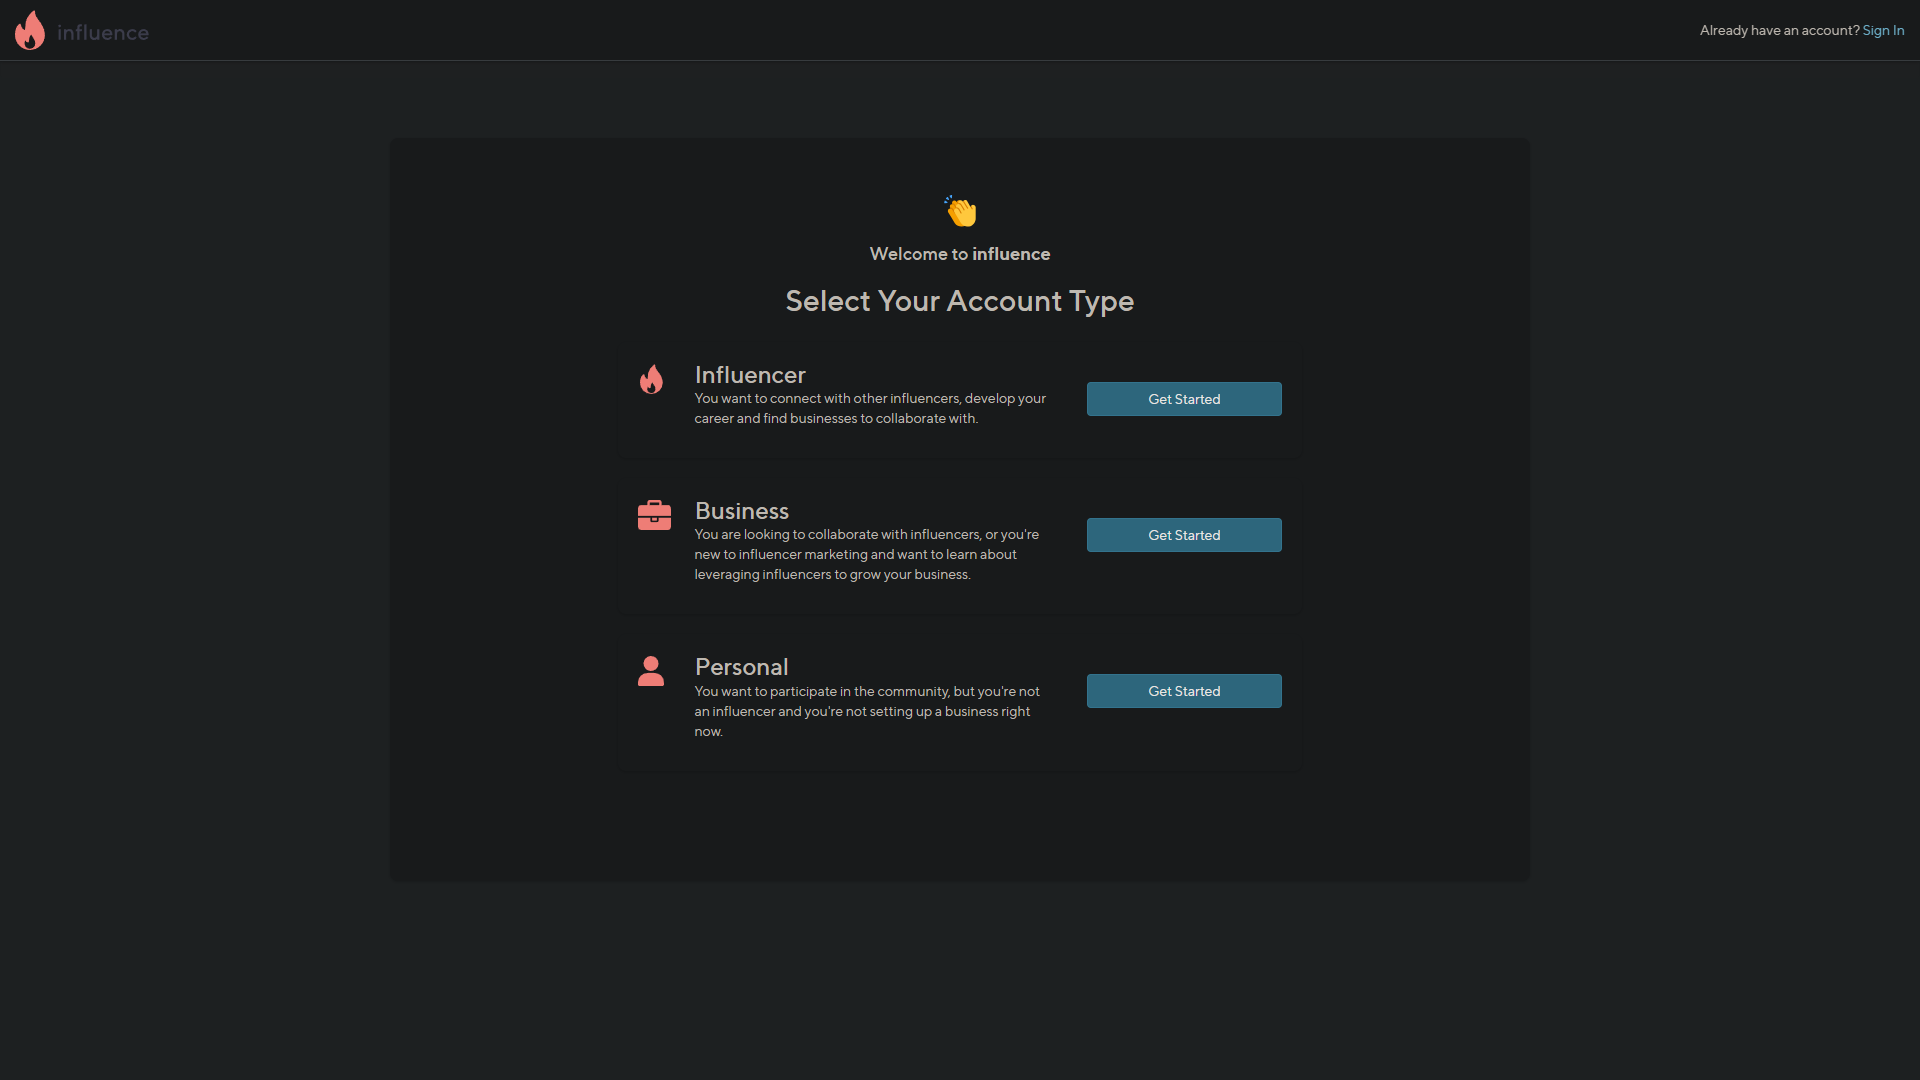 influence
Already have an account? Sign In
Welcome to influence
Select Your Account Type
Influencer
You want to connect with other influencers, develop your
career and find businesses to collaborate with.
Get Started
Business
You are looking to collaborate with influencers, or you're
new to influencer marketing and want to learn about
leveraging influencers to grow your business.
Get Started
Personal
You want to participate in the community, but you're not
an influencer and you're not setting up a business right
now.
Get Started